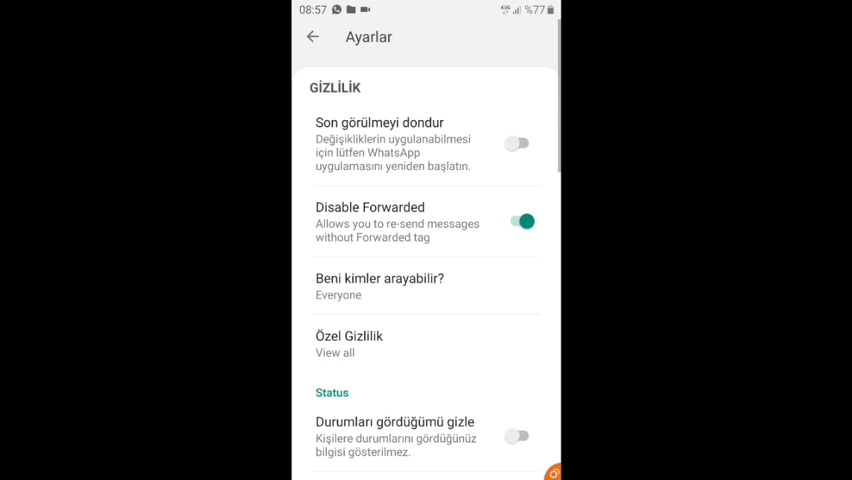 08:57 %77
Ayarlar
GİZLİLİK
Son görülmeyi dondur
Değişikliklerin uygulanabilmesi
için lütfen WhatsApp
uygulamasını yeniden başlatın.
Disable Forwarded
Allows you to re-send messages
without Forwarded tag
Beni kimler arayabilir?
Everyone
Özel Gizlilik
View all
Status
Durumları gördüğümü gizle
Kişilere durumlarını gördüğünüz
bilgisi gösterilmez.